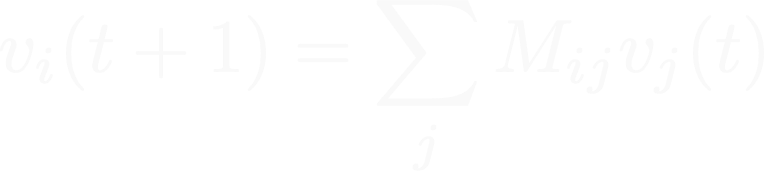 v_i(t + 1) = \sum_j M_{ij} v_j(t)